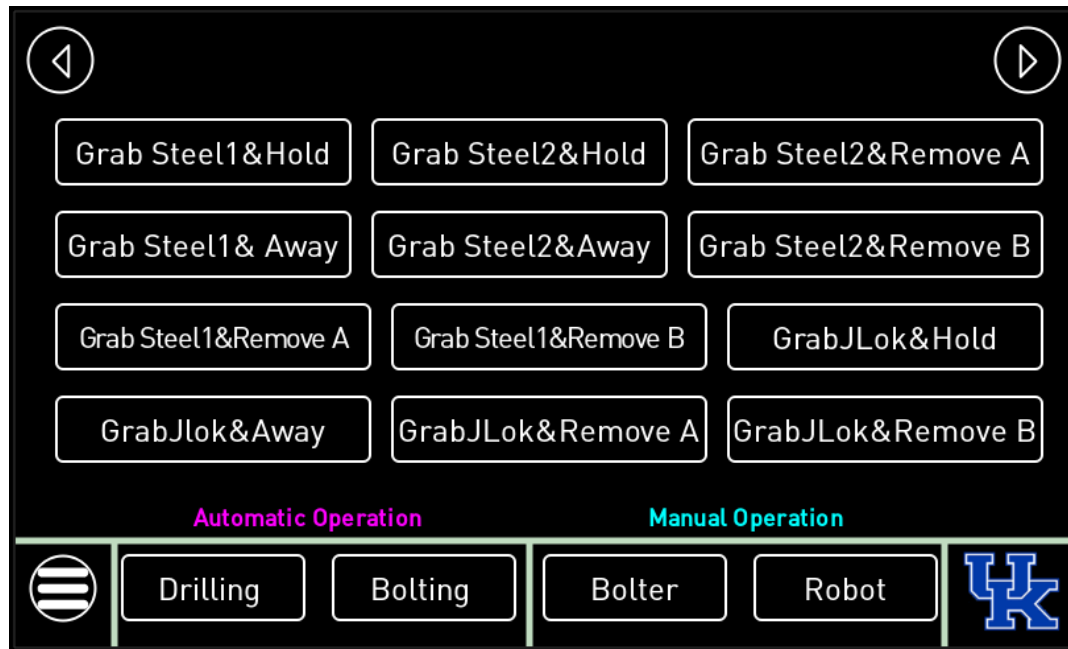 Grab Steel1&Hold Grab Steel2&Hold Grab Steel2&Remove A
Grab Steel1& Away Grab Steel2&Away Grab Steel2&Remove B
Grab Steel1&Remove A Grab Steel1&Remove B GrabJLok&Hold
GrabJlok&Away GrabJLok&Remove A GrabJLok&Remove B
Automatic Operation Manual Operation
Drilling Bolting Bolter Robot UK